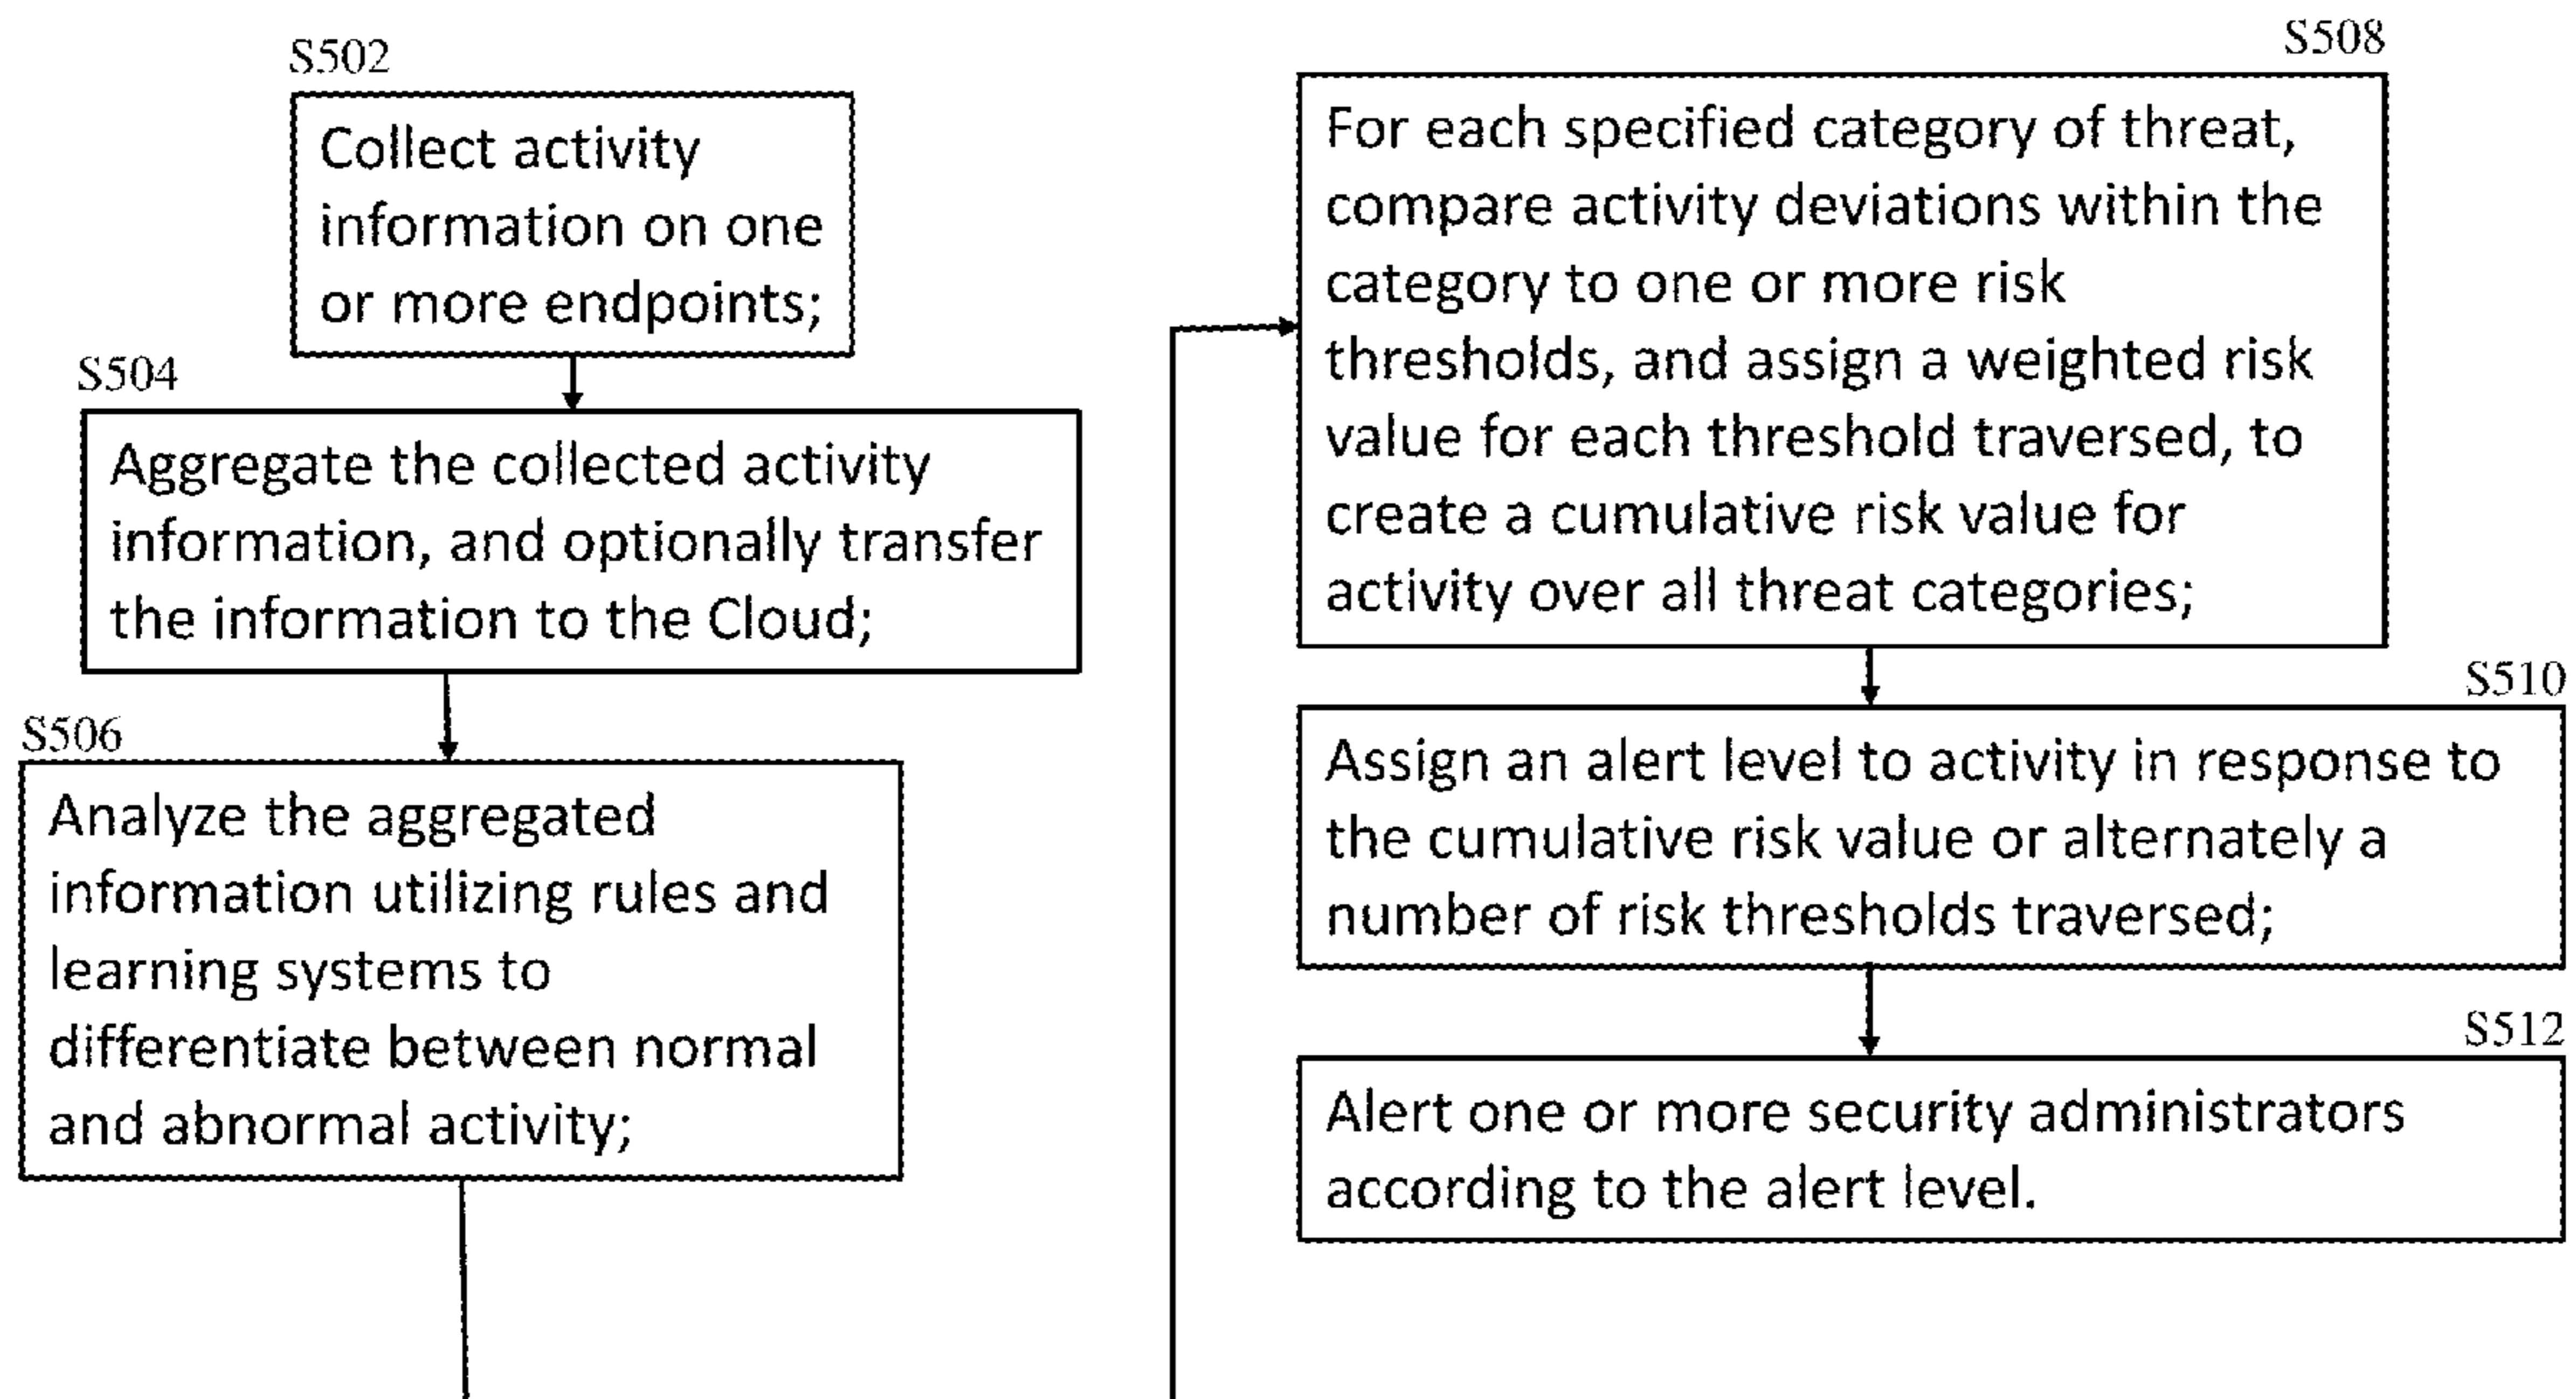 S502
Collect activity
information on one
or more endpoints;
S504
Aggregate the collected activity
information, and optionally transfer
the information to the Cloud;
S506
Analyze the aggregated
information utilizing rules and
learning systems to
differentiate between normal
and abnormal activity;
S508
For each specified category of threat,
compare activity deviations within the
category to one or more risk
thresholds, and assign a weighted risk
value for each threshold traversed, to
create a cumulative risk value for
activity over all threat categories;
S510
Assign an alert level to activity in response to
the cumulative risk value or alternately a
number of risk thresholds traversed;
S512
Alert one or more security administrators
according to the alert level.